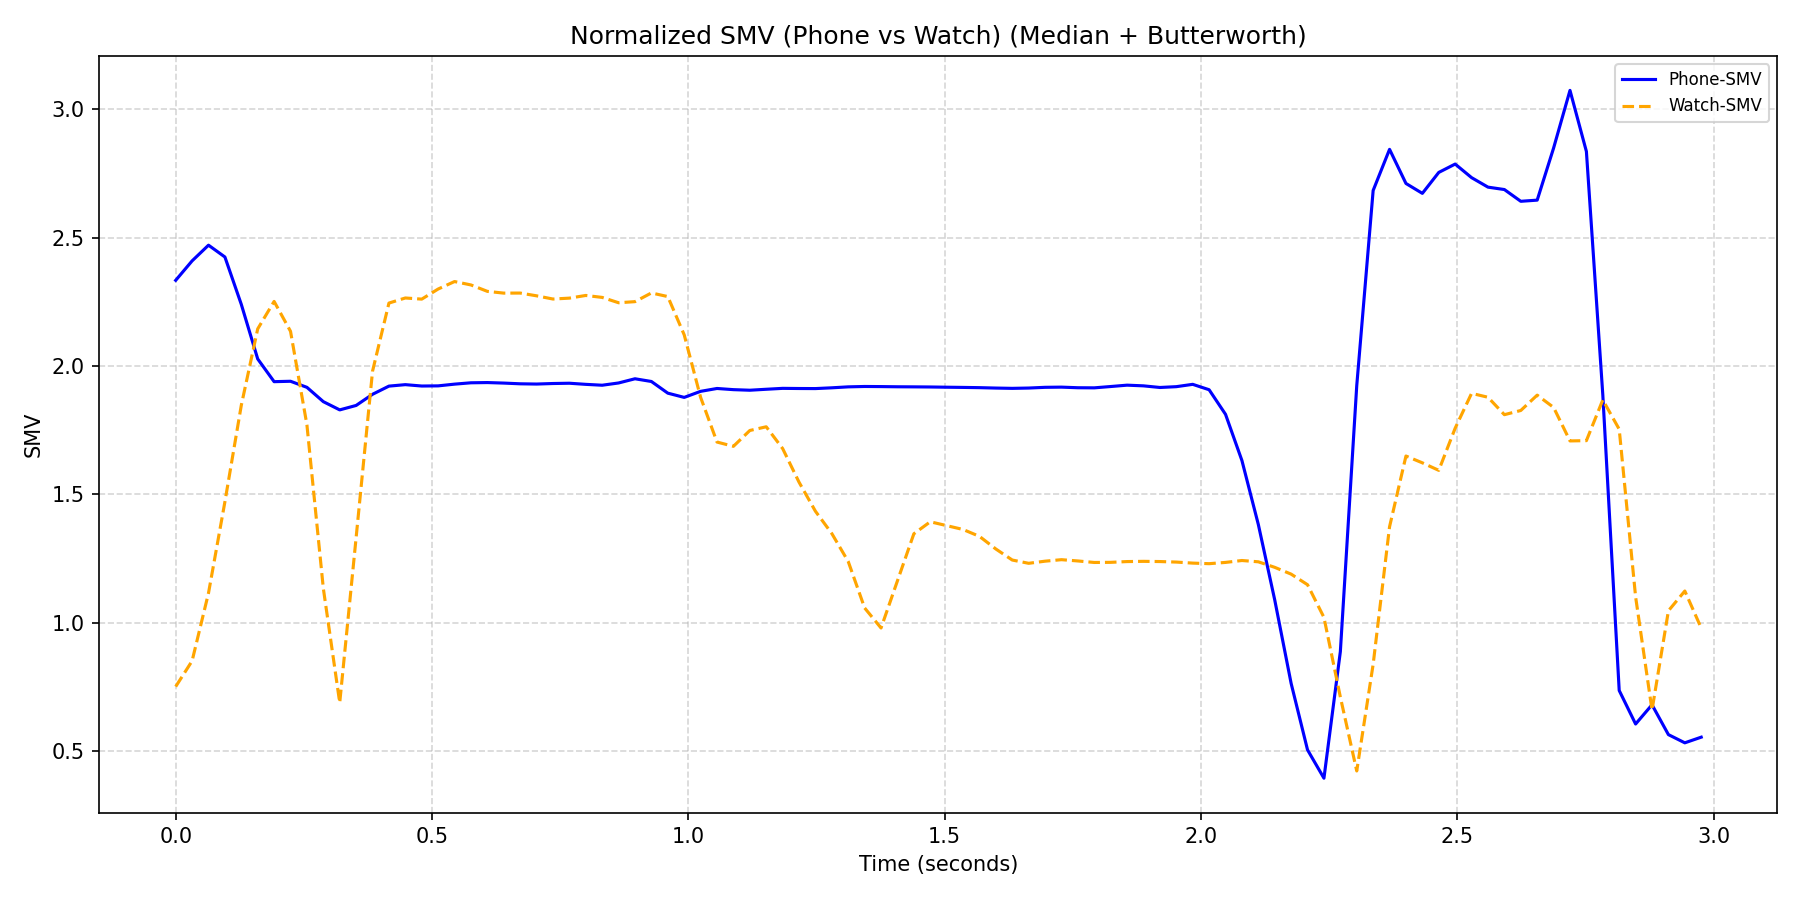 Normalized SMV (Phone vs Watch) (Median + Butterworth)
Phone-SMV
Watch-SMV
3.0
2.5
2.0
1.5
1.0
0.5
SMV
0.0 0.5 1.0 1.5 2.0 2.5 3.0
Time (seconds)